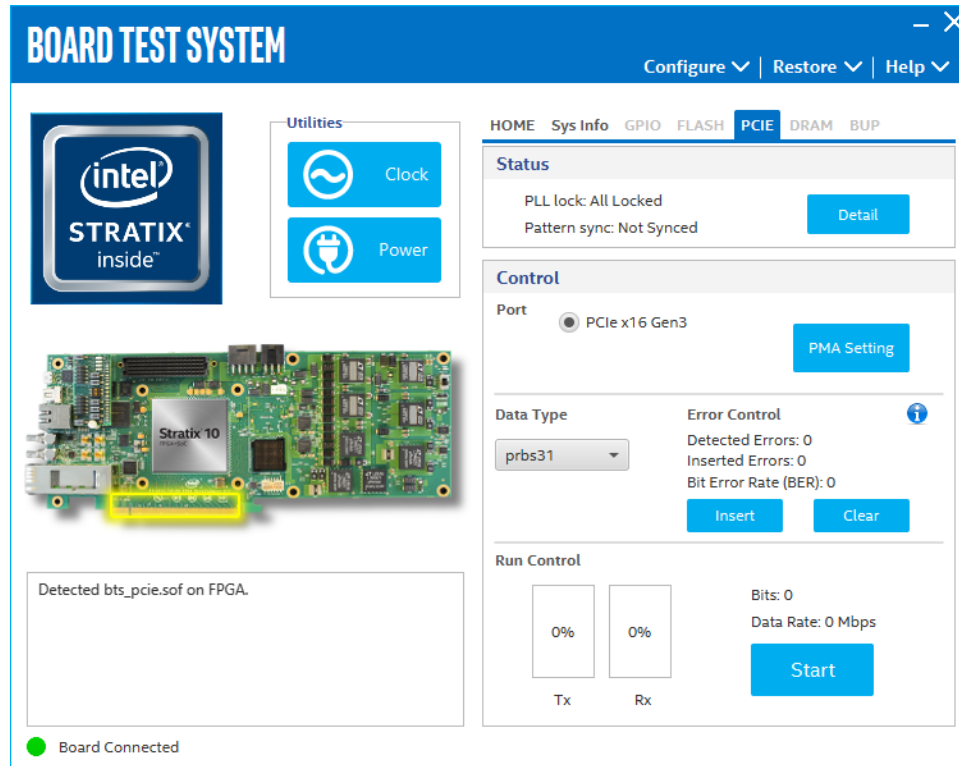 BOARD TEST SYSTEM
Configure | Restore | Help
intel
STRATIX®
inside™
Utilities
Clock
Power
HOME Sys Info GPIO FLASH PCIE DRAM BUP
Status
PLL lock: All Locked
Pattern sync: Not Synced
Detail
Control
Port
PCIe x16 Gen3
PMA Setting
Data Type
prbs31
Error Control
Detected Errors: 0
Inserted Errors: 0
Bit Error Rate (BER): 0
Insert
Clear
Run Control
0%
0%
Tx
Rx
Bits: 0
Data Rate: 0 Mbps
Start
Stratix 10
Detected bts_pcie.sof on FPGA.
Board Connected